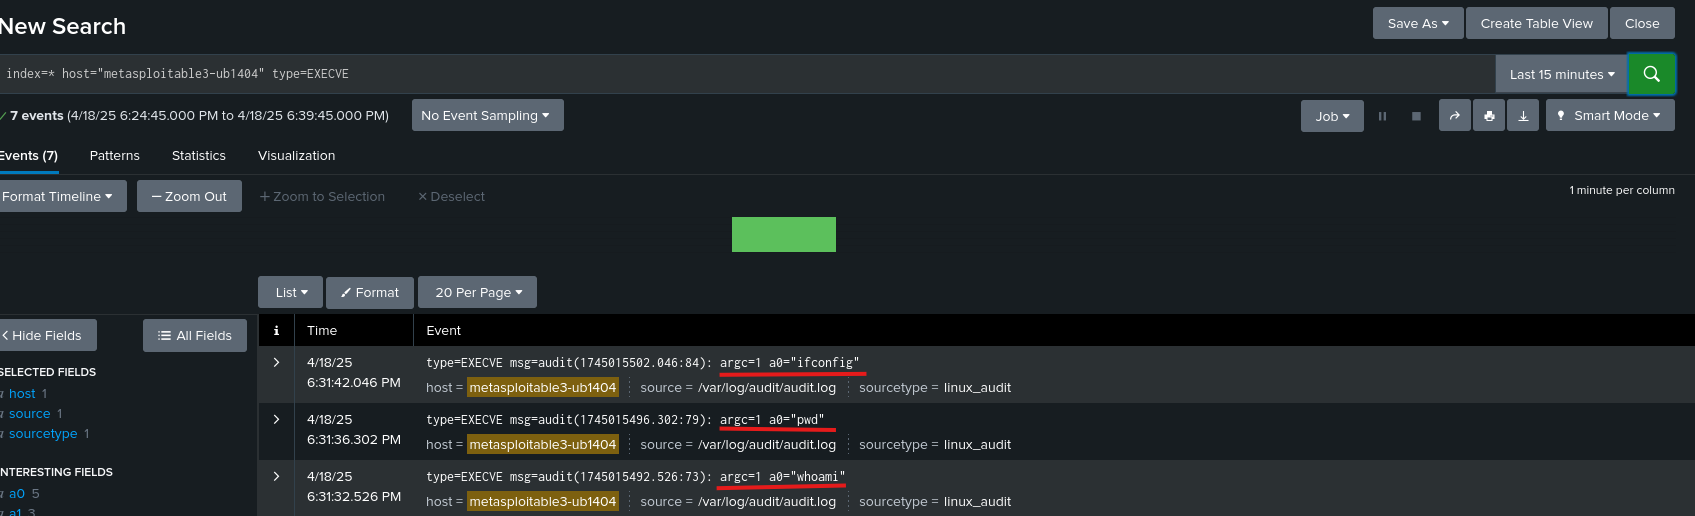 New Search
Save As
Create Table View
Close
index=* host="metasploitable3-ub1404" type=EXECVE
Last 15 minutes
7 events (4/18/25 6:24:45.000 PM to 4/18/25 6:39:45.000 PM)
No Event Sampling
Job
Smart Mode
Events (7)
Patterns
Statistics
Visualization
Format Timeline
— Zoom Out
+ Zoom to Selection
× Deselect
1 minute per column
List
Format
20 Per Page
< Hide Fields
All Fields
i
Time
Event
SELECTED FIELDS
a host 1
a source 1
a sourcetype 1
INTERESTING FIELDS
a a0 5
a a1 3
> 4/18/25
6:31:42.046 PM
type=EXECVE msg=audit(1745015502.046:84): argc=1 a0="ifconfig"
host = metasploitable3-ub1404 source = /var/log/audit/audit.log sourcetype = linux_audit
> 4/18/25
6:31:36.302 PM
type=EXECVE msg=audit(1745015496.302:79): argc=1 a0="pwd"
host = metasploitable3-ub1404 source = /var/log/audit/audit.log sourcetype = linux_audit
> 4/18/25
6:31:32.526 PM
type=EXECVE msg=audit(1745015492.526:73): argc=1 a0="whoami"
host = metasploitable3-ub1404 source = /var/log/audit/audit.log sourcetype = linux_audit